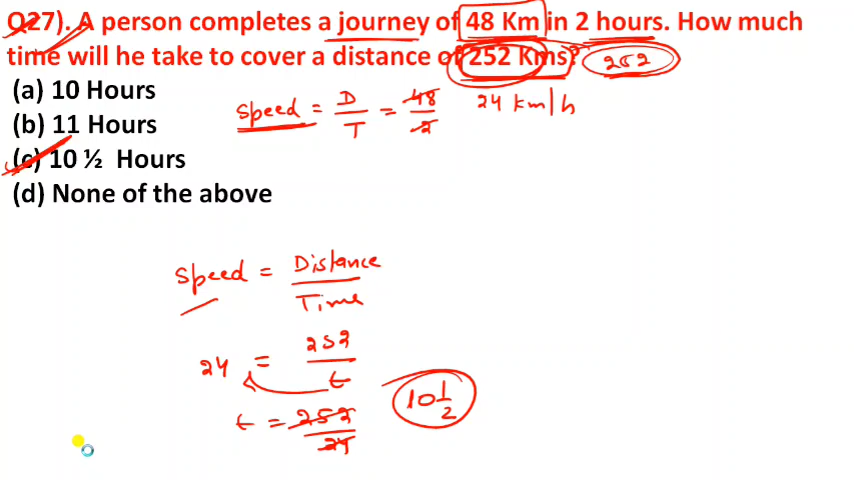 Q27). A person completes a journey of 48 Km in 2 hours. How much
time will he take to cover a distance of 252 Kms? 252
(a) 10 Hours
(b) 11 Hours
(c) 10 ½ Hours
(d) None of the above
Speed = D/T = 48/2 24 km/h
Speed = Distance/Time
24 = 252/t
t = 252/24
10 1/2